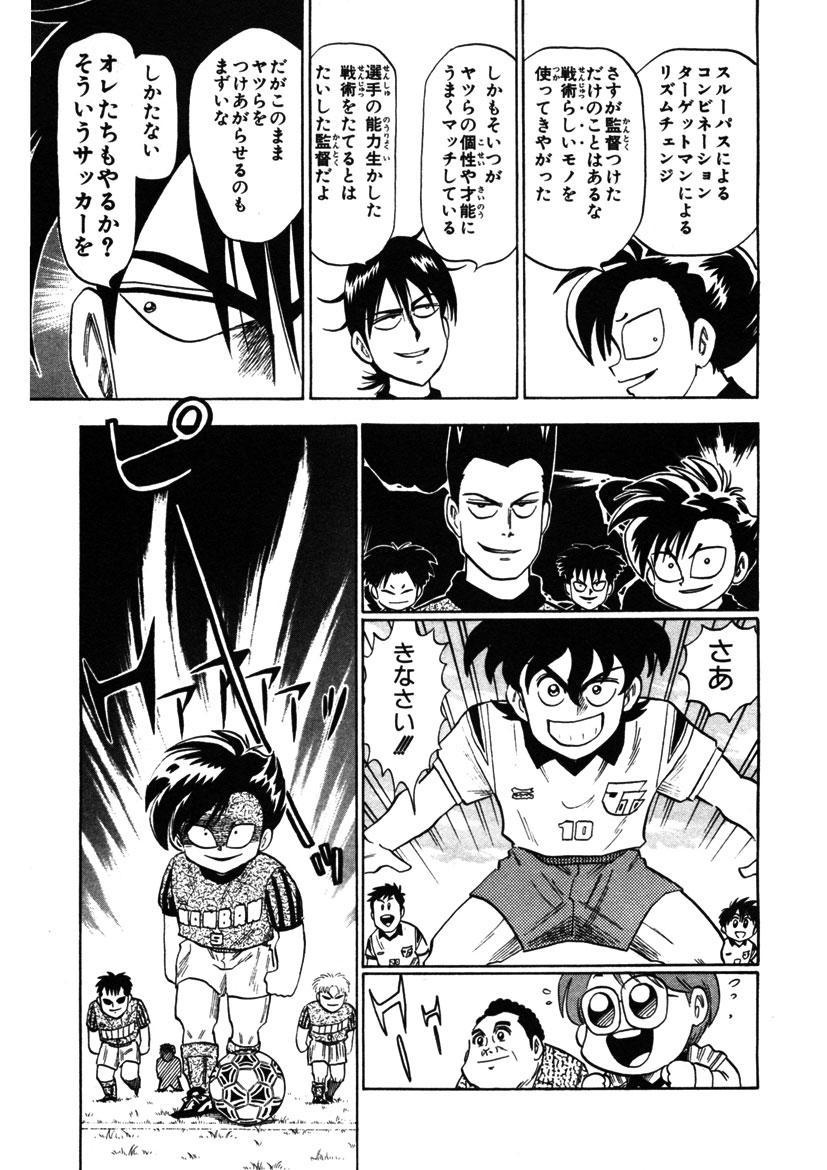 スルーパスによる
コンビネーション
ターゲットマンによる
リズムチェンジ
さすが監督つけた
だけのことはあるな
戦術らしいモノを
使ってきやがった
しかもそいつが
ヤツらの個性や才能に
うまくマッチしている
選手の能力生かした
戦術をたてるとは
たいした監督だよ
だがこのまま
ヤツらを
つけあがらせるのも
まずいな
しかたない
オレたちもやるか?
そういうサッカーを
さあ
きなさい!!!
10
ピ